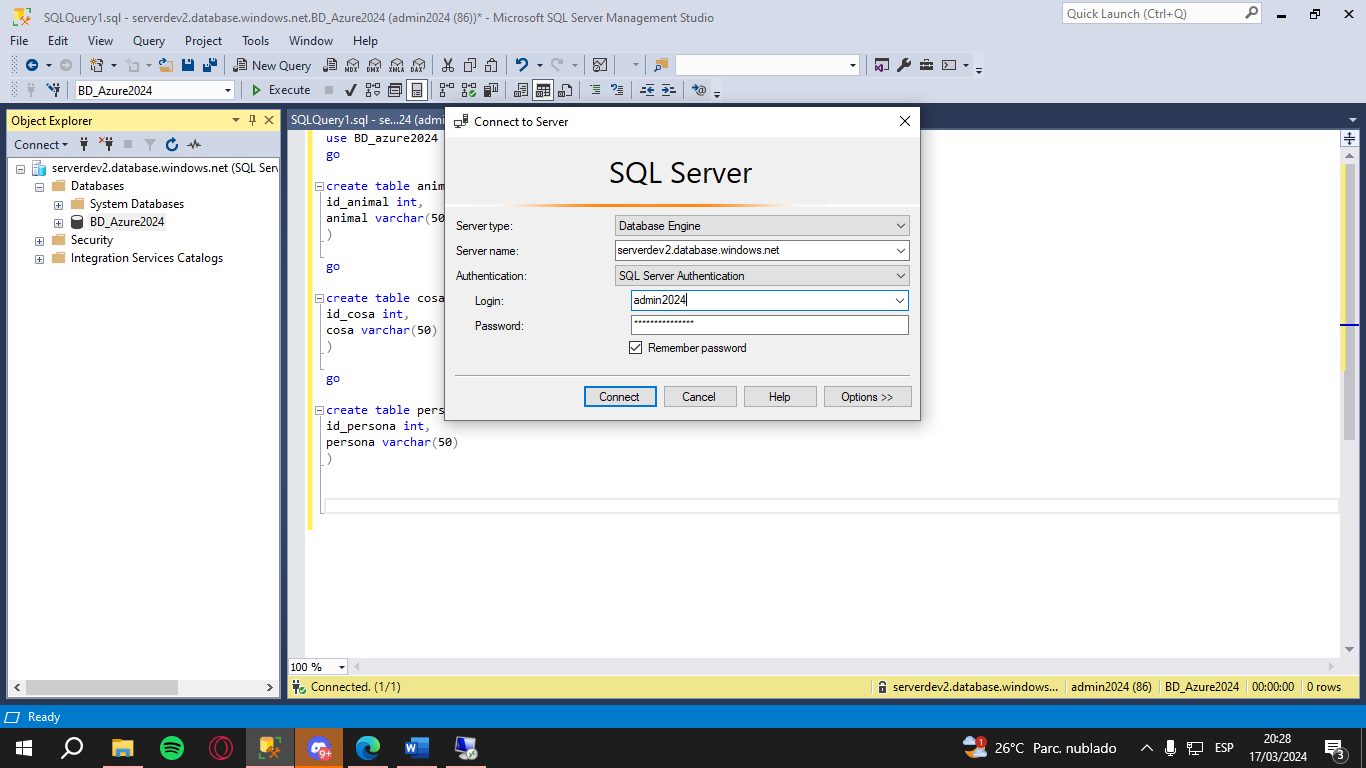 SQLQuery1.sql - serverdev2.database.windows.net.BD_Azure2024 (admin2024 (86))* - Microsoft SQL Server Management Studio
Quick Launch (Ctrl+Q)
File Edit View Query Project Tools Window Help
New Query MDX DMX XMLA DAX
BD_Azure2024 Execute
Object Explorer
Connect
serverdev2.database.windows.net (SQL Serv
Databases
System Databases
BD_Azure2024
Security
Integration Services Catalogs
SQLQuery1.sql - se...24 (admi
use BD_azure2024
go
create table anim
id_animal int,
animal varchar(50
)
go
create table cosa
id_cosa int,
cosa varchar(50)
)
go
create table pers
id_persona int,
persona varchar(50)
)
Connect to Server
SQL Server
Server type: Database Engine
Server name: serverdev2.database.windows.net
Authentication: SQL Server Authentication
Login: admin2024
Password: ***************
Remember password
Connect Cancel Help Options >>
100 %
Connected. (1/1) serverdev2.database.windows... admin2024 (86) BD_Azure2024 00:00:00 0 rows
Ready
9+ 1 26°C Parc. nublado ESP 20:28
17/03/2024 3